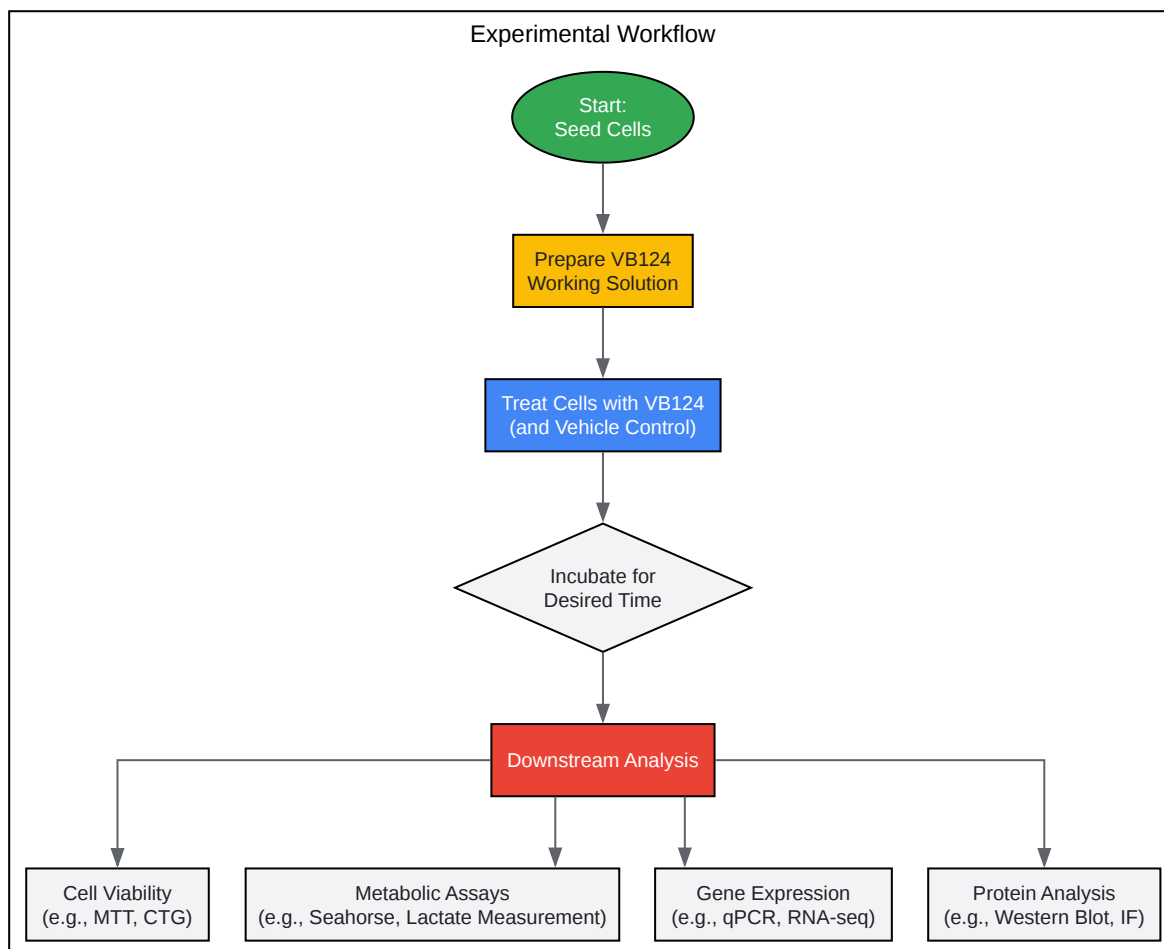 Experimental Workflow
Start:
Seed Cells
Prepare VB124
Working Solution
Treat Cells with VB124
(and Vehicle Control)
Incubate for
Desired Time
Downstream Analysis
Cell Viability
(e.g., MTT, CTG)
Metabolic Assays
(e.g., Seahorse, Lactate Measurement)
Gene Expression
(e.g., qPCR, RNA-seq)
Protein Analysis
(e.g., Western Blot, IF)